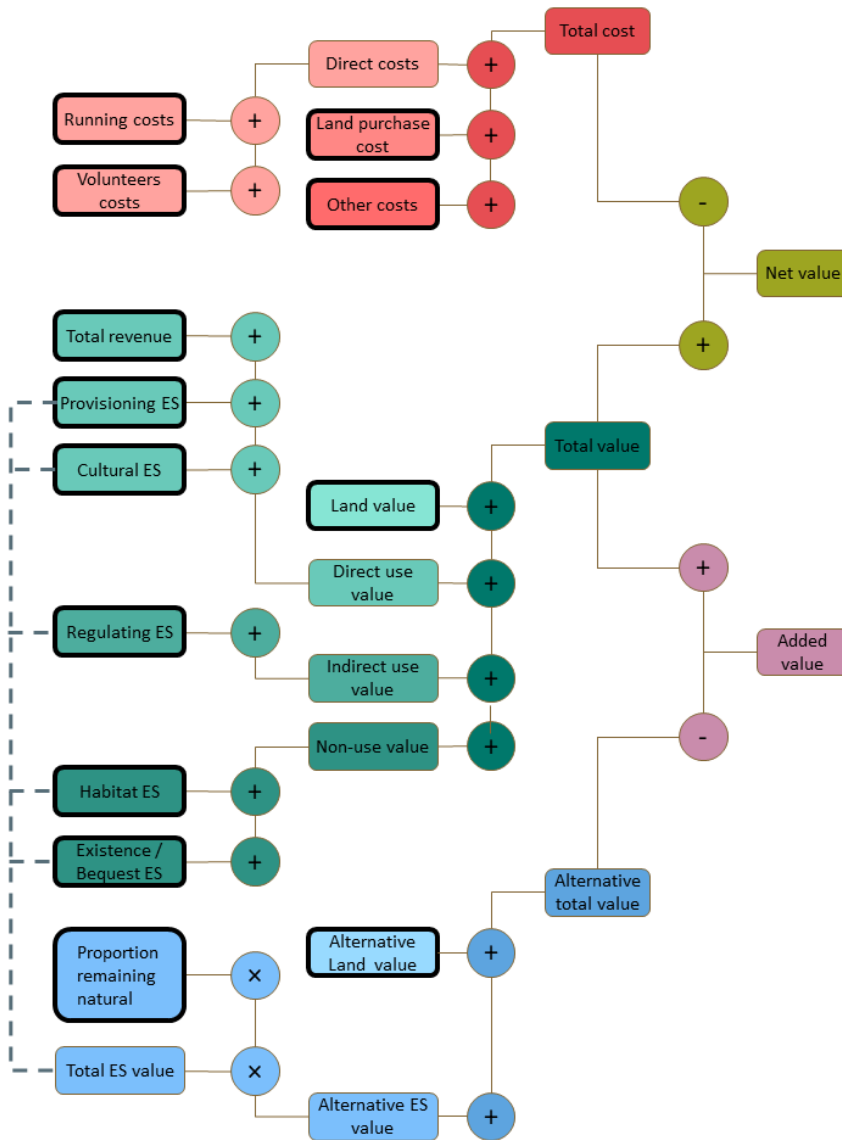 Total cost
Direct costs
+
Running costs
+
Land purchase
cost
+
Volunteers
costs
+
Other costs
+
-
Net value
Total revenue
+
+
Provisioning ES
+
Total value
Cultural ES
+
Land value
+
Direct use
value
+
+
Regulating ES
+
Indirect use
value
+
Added
value
Non-use value
+
-
Habitat ES
+
Existence /
Bequest ES
+
Alternative
total value
Proportion
remaining
natural
×
Alternative
Land value
+
Total ES value
×
Alternative ES
value
+